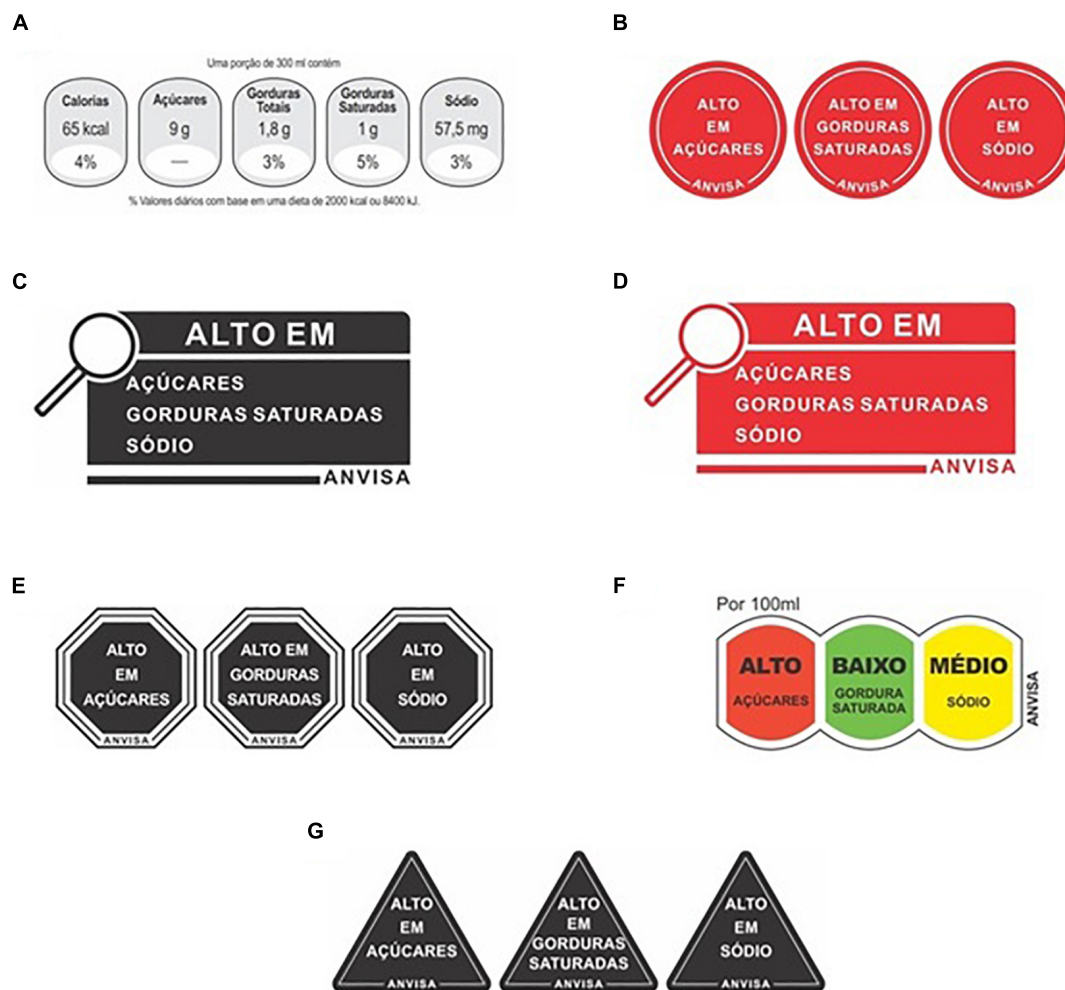 A
Uma porção de 300 ml contém
Calorias
65 kcal
4%
Açúcares
9 g
—
Gorduras
Totais
1,8 g
3%
Gorduras
Saturadas
1 g
5%
Sódio
57,5 mg
3%
% Valores diários com base em uma dieta de 2000 kcal ou 8400 kJ.
B
ALTO
EM
AÇÚCARES
ANVISA
ALTO EM
GORDURAS
SATURADAS
ANVISA
ALTO
EM
SÓDIO
ANVISA
C
ALTO EM
AÇÚCARES
GORDURAS SATURADAS
SÓDIO
ANVISA
D
ALTO EM
AÇÚCARES
GORDURAS SATURADAS
SÓDIO
ANVISA
E
ALTO
EM
AÇÚCARES
ANVISA
ALTO EM
GORDURAS
SATURADAS
ANVISA
ALTO
EM
SÓDIO
ANVISA
F
Por 100ml
ALTO
AÇÚCARES
BAIXO
GORDURA
SATURADA
MÉDIO
SÓDIO
ANVISA
G
ALTO
EM
AÇÚCARES
ANVISA
ALTO
EM
GORDURAS
SATURADAS
ANVISA
ALTO
EM
SÓDIO
ANVISA